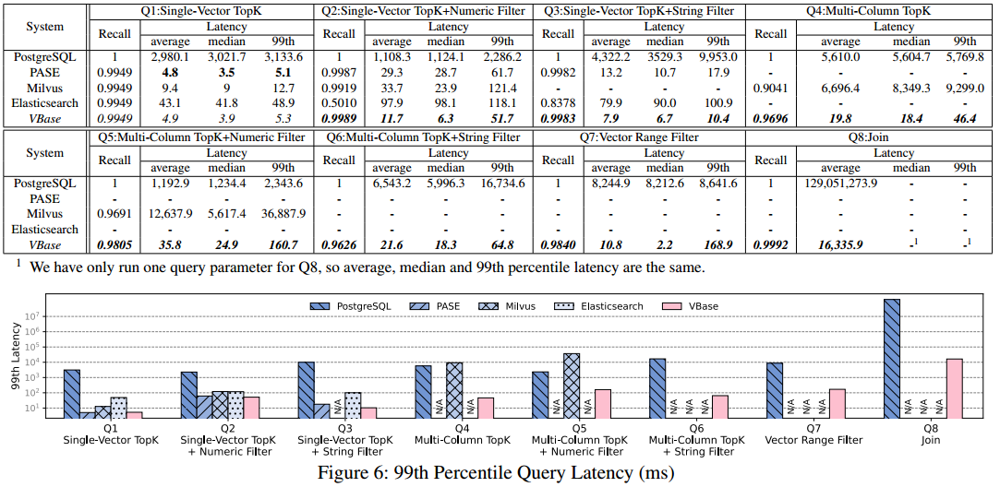 System Q1:Single-Vector TopK Q2:Single-Vector TopK+Numeric Filter Q3:Single-Vector TopK+String Filter Q4:Multi-Column TopK
Recall Latency Recall Latency Recall Latency Recall Latency
average median 99th average median 99th average median 99th average median 99th
PostgreSQL 1 2,980.1 3,021.7 3,133.6 1 1,108.3 1,124.1 2,286.2 1 4,322.2 3529.3 9,953.0 1 5,610.0 5,604.7 5,769.8
PASE 0.9949 4.8 3.5 5.1 0.9987 29.3 28.7 61.7 0.9982 13.2 10.7 17.9 - - - -
Milvus 0.9949 9.4 9 12.7 0.9919 33.7 23.9 121.4 - - - - 0.9041 6,696.4 8,349.3 9,299.0
Elasticsearch 0.9949 43.1 41.8 48.9 0.5010 97.9 98.1 118.1 0.8378 79.9 90.0 100.9 - - - -
VBase 0.9949 4.9 3.9 5.3 0.9989 11.7 6.3 51.7 0.9983 7.9 6.7 10.4 0.9696 19.8 18.4 46.4
System Q5:Multi-Column TopK+Numeric Filter Q6:Multi-Column TopK+String Filter Q7:Vector Range Filter Q8:Join
Recall Latency Recall Latency Recall Latency Recall Latency
average median 99th average median 99th average median 99th average median 99th
PostgreSQL 1 1,192.9 1,234.4 2,343.6 1 6,543.2 5,996.3 16,734.6 1 8,244.9 8,212.6 8,641.6 1 129,051,273.9 - -
PASE - - - - - - - - - - - - - - - -
Milvus 0.9691 12,637.9 5,617.4 36,887.9 - - - - - - - - - - - -
Elasticsearch - - - - - - - - - - - - - - - -
VBase 0.9805 35.8 24.9 160.7 0.9626 21.6 18.3 64.8 0.9840 10.8 2.2 168.9 0.9992 16,335.9 -1 -1
1 We have only run one query parameter for Q8, so average, median and 99th percentile latency are the same.
PostgreSQL PASE Milvus Elasticsearch VBase
99th Latency
10^7
10^6
10^5
10^4
10^3
10^2
10^1
N/A N/A N/A N/A N/A N/A N/A N/A N/A N/A N/A N/A N/A N/A
Q1 Q2 Q3 Q4 Q5 Q6 Q7 Q8
Single-Vector TopK Single-Vector TopK Single-Vector TopK Multi-Column TopK Multi-Column TopK Multi-Column TopK Vector Range Filter Join
+ Numeric Filter + String Filter + Numeric Filter + String Filter
Figure 6: 99th Percentile Query Latency (ms)